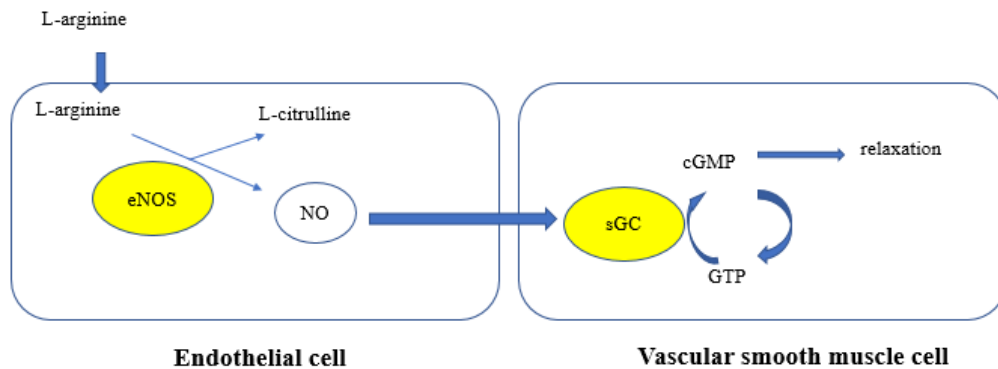 L-arginine
L-arginine
L-citrulline
eNOS
NO
sGC
cGMP
relaxation
GTP
Endothelial cell
Vascular smooth muscle cell